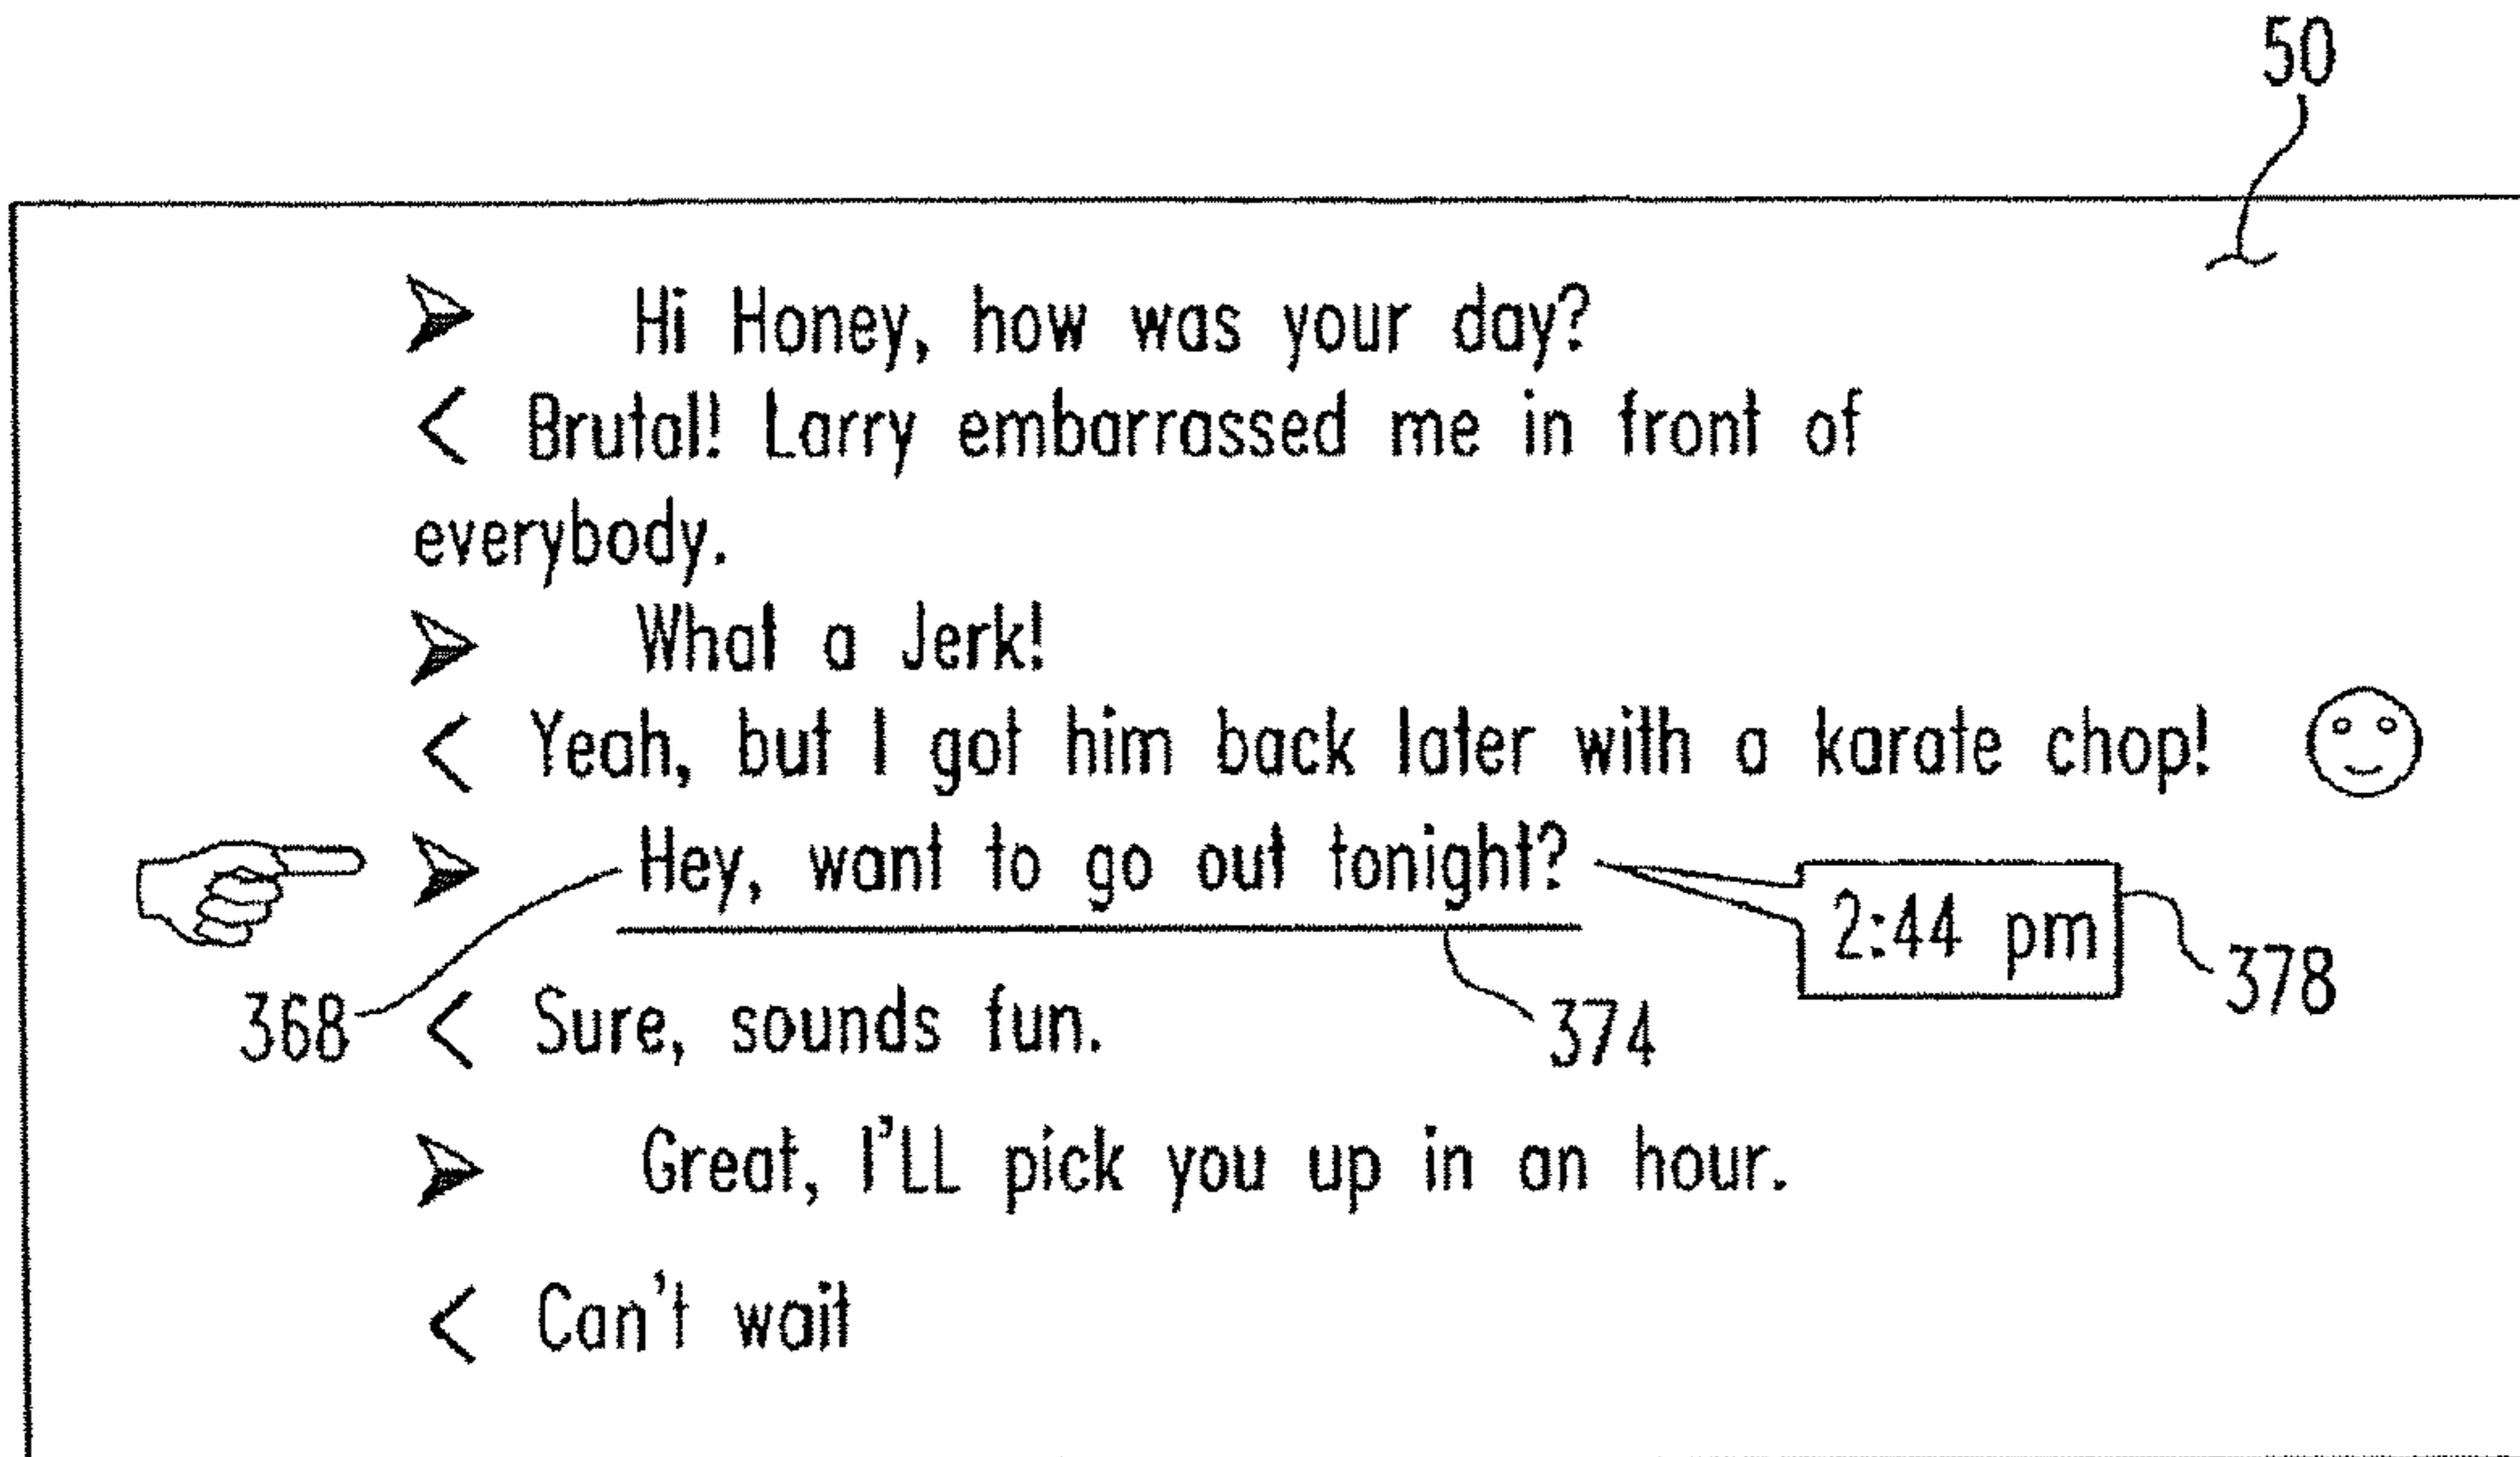 50
➢ Hi Honey, how was your day?
< Brutal! Larry embarrassed me in front of
everybody.
➢ What a Jerk!
< Yeah, but I got him back later with a karate chop!
➢ Hey, want to go out tonight?
2:44 pm
378
368
< Sure, sounds fun.
374
➢ Great, I'LL pick you up in an hour.
< Can't wait